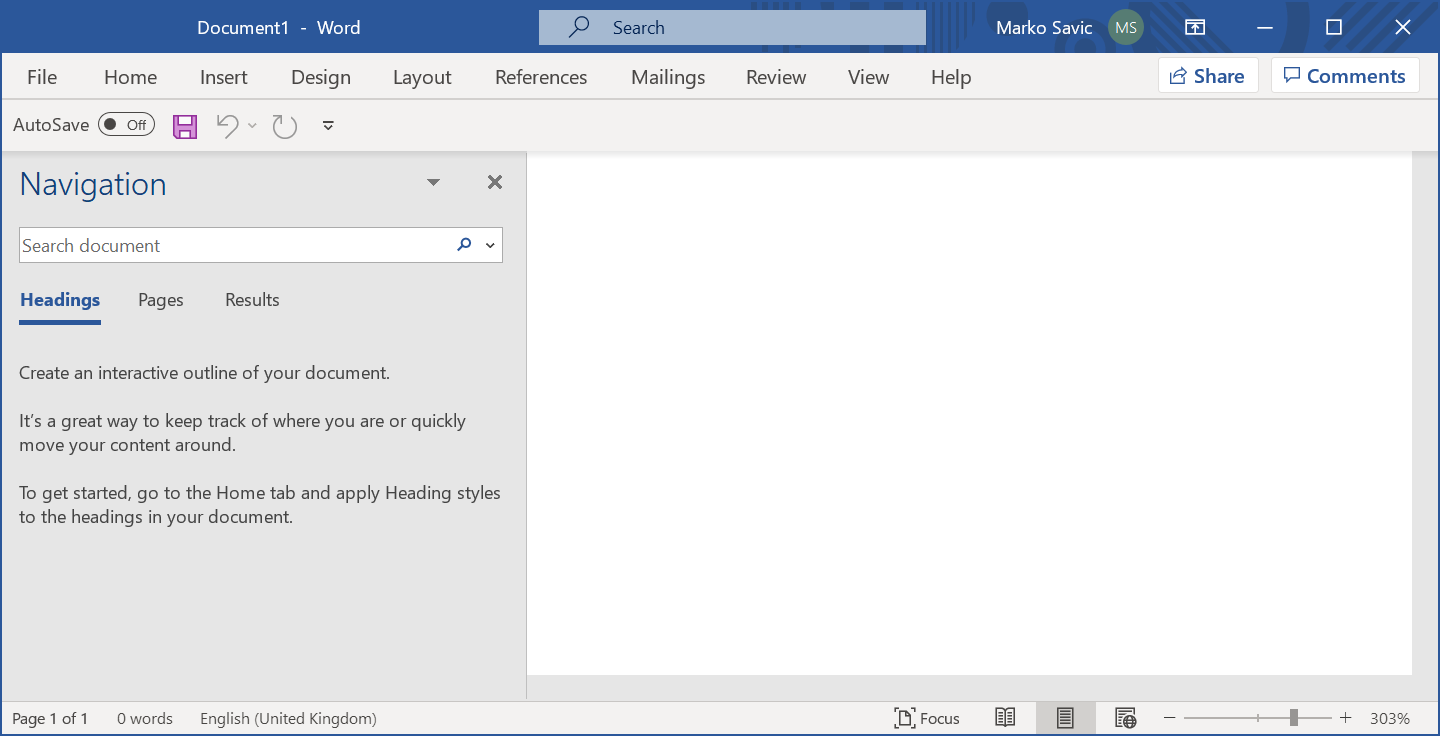 Document1 - Word
Search
Marko Savic
MS
File Home Insert Design Layout References Mailings Review View Help
Share
Comments
AutoSave Off
Navigation
Search document
Headings Pages Results
Create an interactive outline of your document.
It's a great way to keep track of where you are or quickly
move your content around.
To get started, go to the Home tab and apply Heading styles
to the headings in your document.
Page 1 of 1 0 words English (United Kingdom) Focus 303%